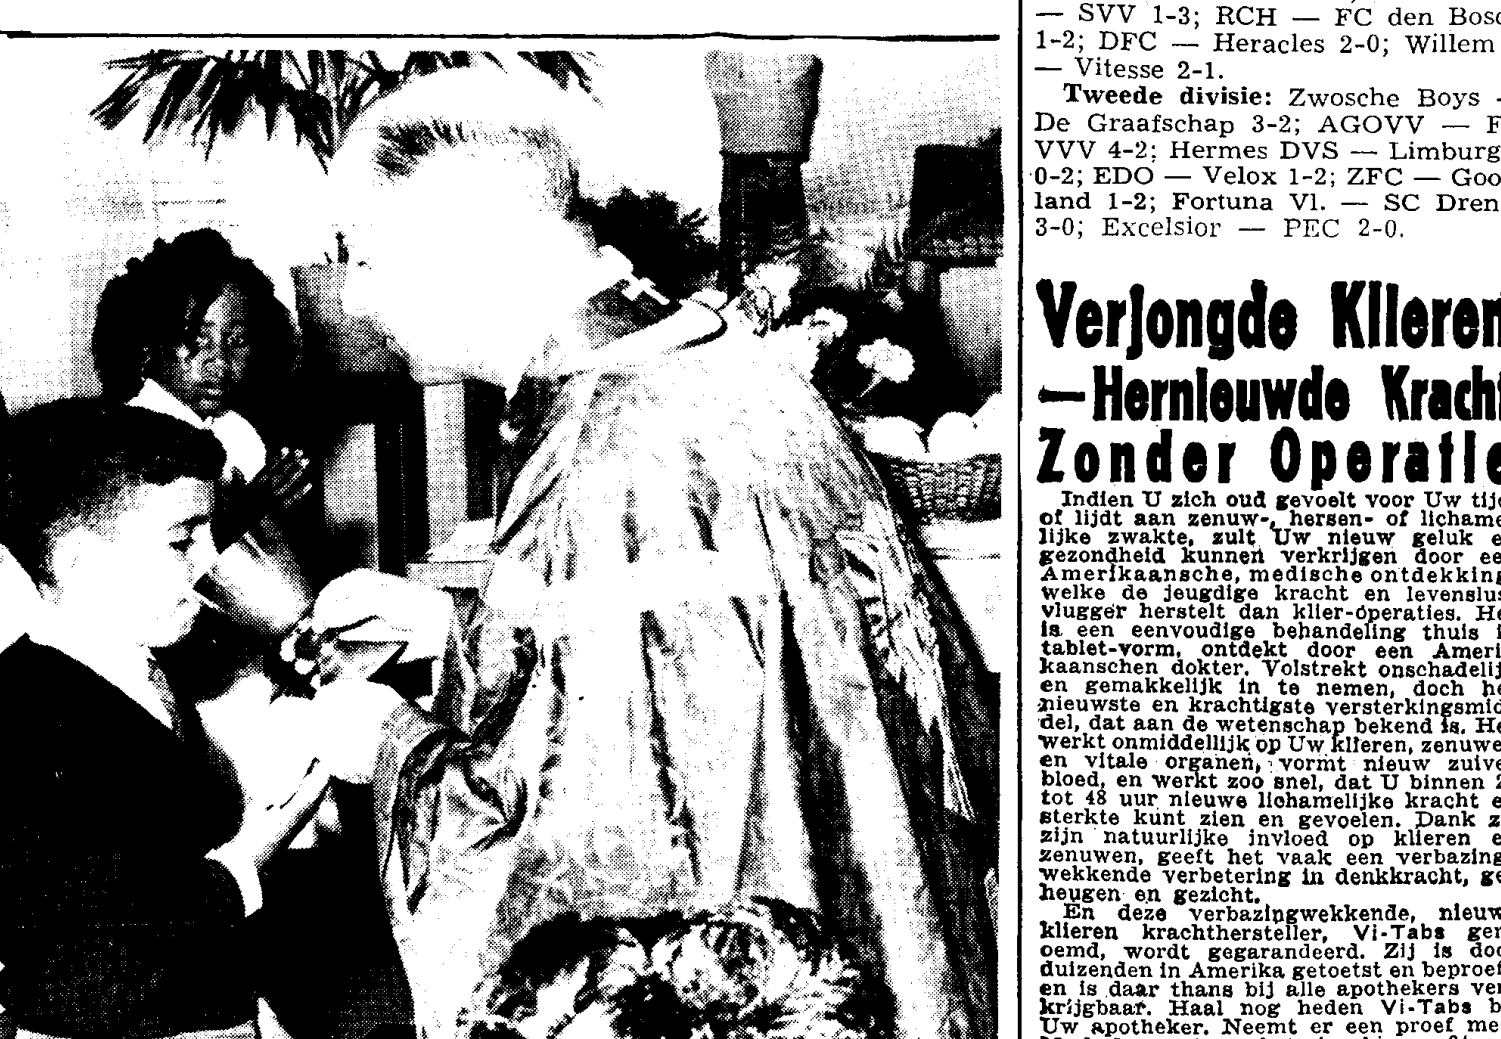 — SVV 1-3; RCH — FC den Bosc
1-2; DFC — Heracles 2-0; Willem
— Vitesse 2-1.
Tweede divisie: Zwosche Boys -
De Graafschap 3-2; AGOVV — F
VVV 4-2; Hermes DVS — Limburg
0-2; EDO — Velox 1-2; ZFC — Goo
land 1-2; Fortuna Vl. — SC Dren
3-0; Excelsior — PEC 2-0.
Verjongde Klieren
—Hernieuwde Kracht
Zonder Operatie
Indien U zich oud gevoelt voor Uw tijd
of lijdt aan zenuw-, hersen- of lichame
lijke zwakte, zult Uw nieuw geluk e
gezondheid kunnen verkrijgen door ee
Amerikaansche, medische ontdekking
welke de jeugdige kracht en levenslus
vlugger herstelt dan klier-operaties. He
is een eenvoudige behandeling thuis i
tablet-vorm, ontdekt door een Ameri
kaanschen dokter. Volstrekt onschadelij
en gemakkelijk in te nemen, doch he
nieuwste en krachtigste versterkingsmid
del, dat aan de wetenschap bekend is. He
werkt onmiddellijk op Uw klieren, zenuwe
en vitale organen, vormt nieuw zuive
bloed, en werkt zoo snel, dat U binnen 2
tot 48 uur nieuwe lichamelijke kracht e
sterkte kunt zien en gevoelen. Dank z
zijn natuurlijke invloed op klieren e
zenuwen, geeft het vaak een verbazing
wekkende verbetering in denkkracht, ge
heugen en gezicht.
En deze verbazingwekkende, nieuw
klieren krachthersteller, Vi-Tabs gen
oemd, wordt gegarandeerd. Zij is doo
duizenden in Amerika getoetst en beproef
en is daar thans bij alle apothekers ver
krijgbaar. Haal nog heden Vi-Tabs b
Uw apotheker. Neemt er een proef me